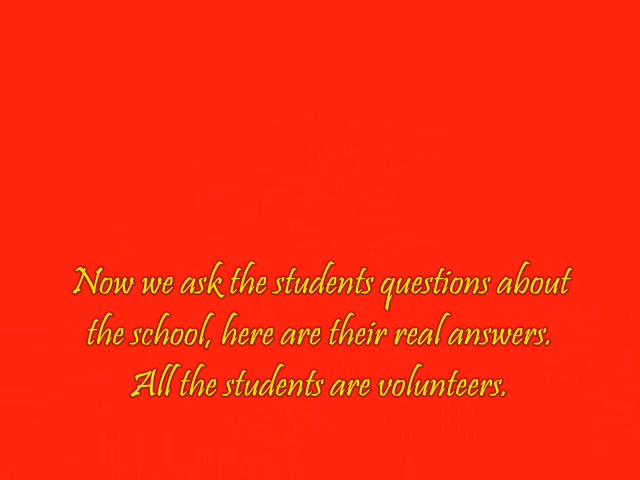 Now we ask the students questions about
the school, here are their real answers.
All the students are volunteers.